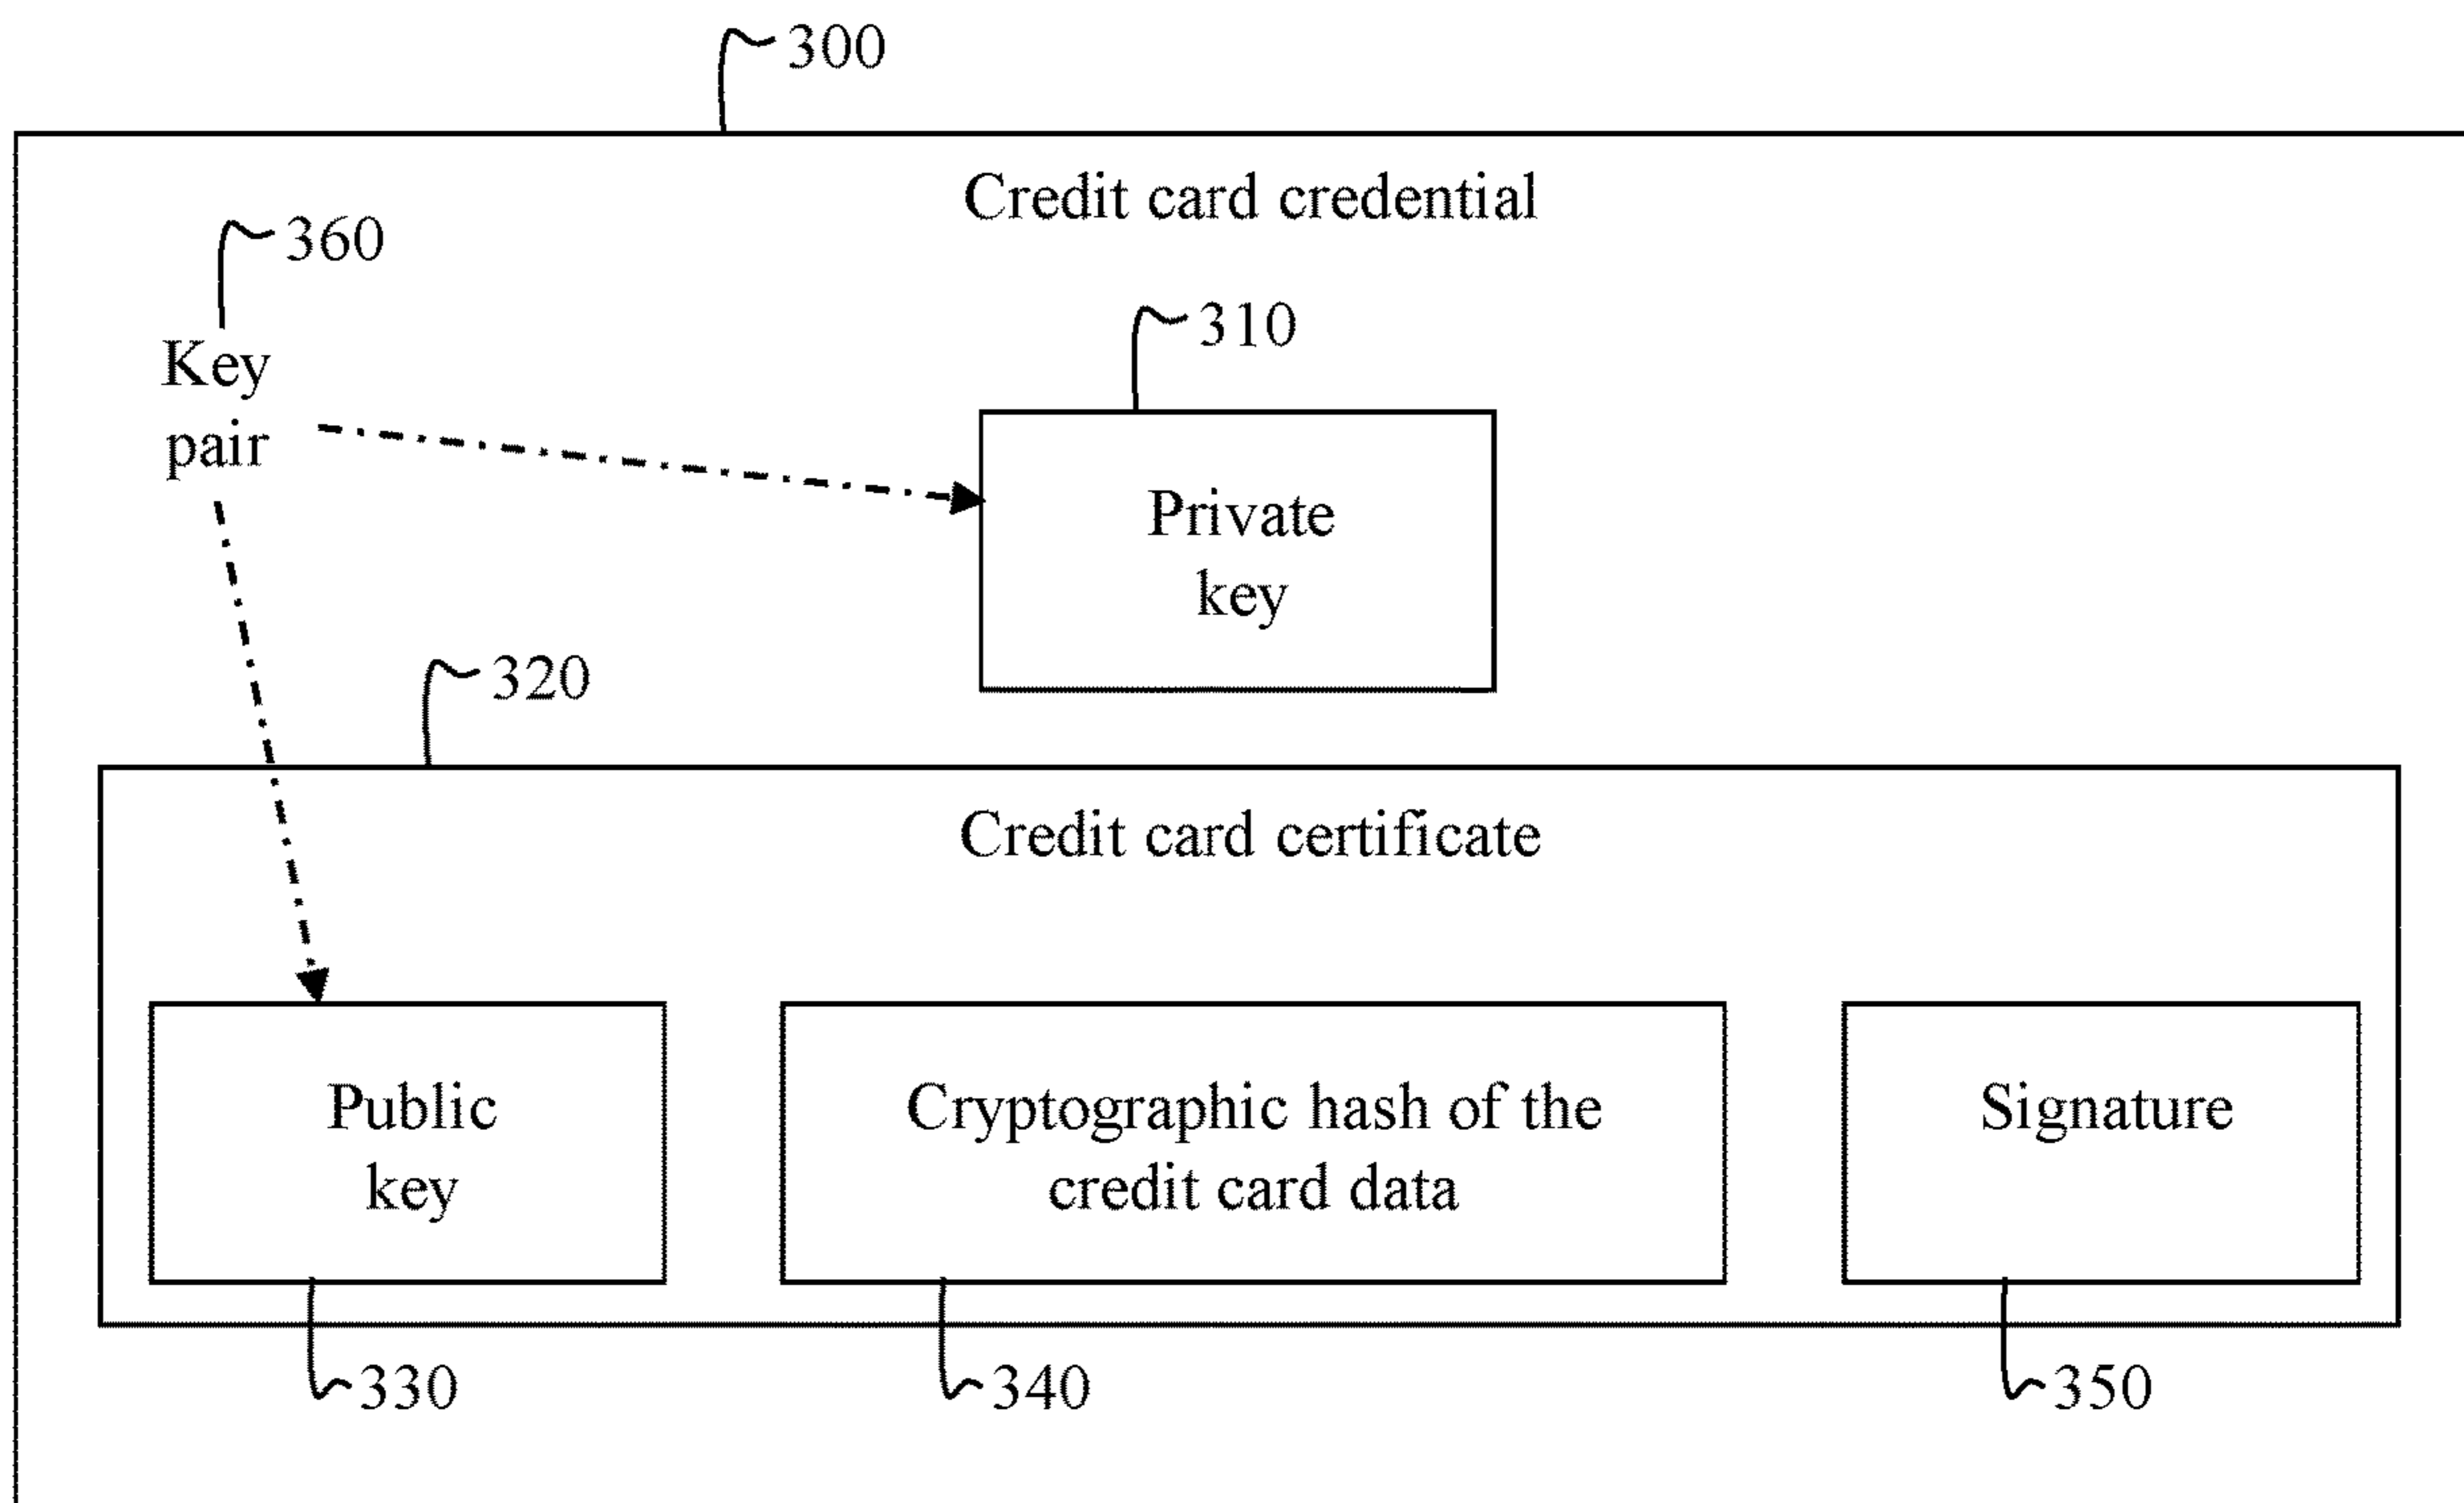 300
Credit card credential
360
310
Key
pair
Private
key
320
Credit card certificate
Public
key
Cryptographic hash of the
credit card data
Signature
330
340
350